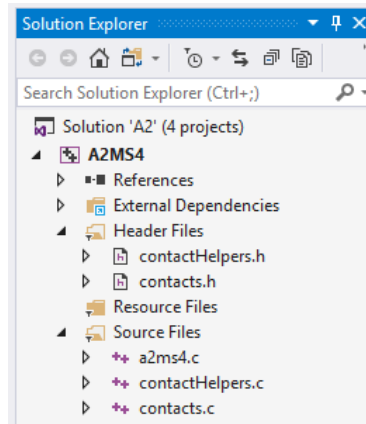 Solution Explorer
Search Solution Explorer (Ctrl+;)
Solution 'A2' (4 projects)
A2MS4
References
External Dependencies
Header Files
contactHelpers.h
contacts.h
Resource Files
Source Files
a2ms4.c
contactHelpers.c
contacts.c